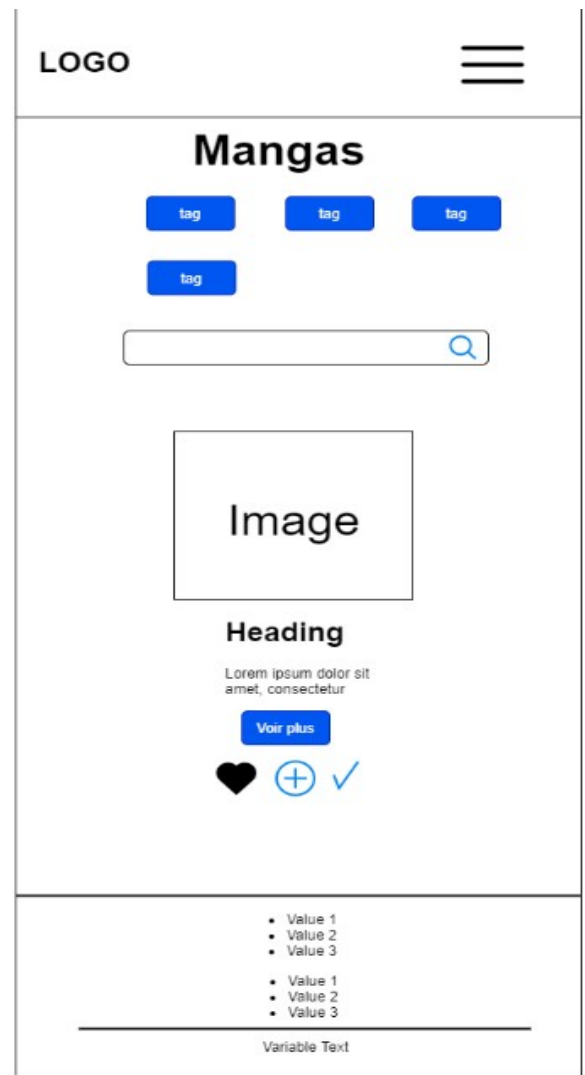 LOGO
Mangas
tag tag tag
tag
Image
Heading
Lorem ipsum dolor sit
amet, consectetur
Voir plus
• Value 1
• Value 2
• Value 3
• Value 1
• Value 2
• Value 3
Variable Text